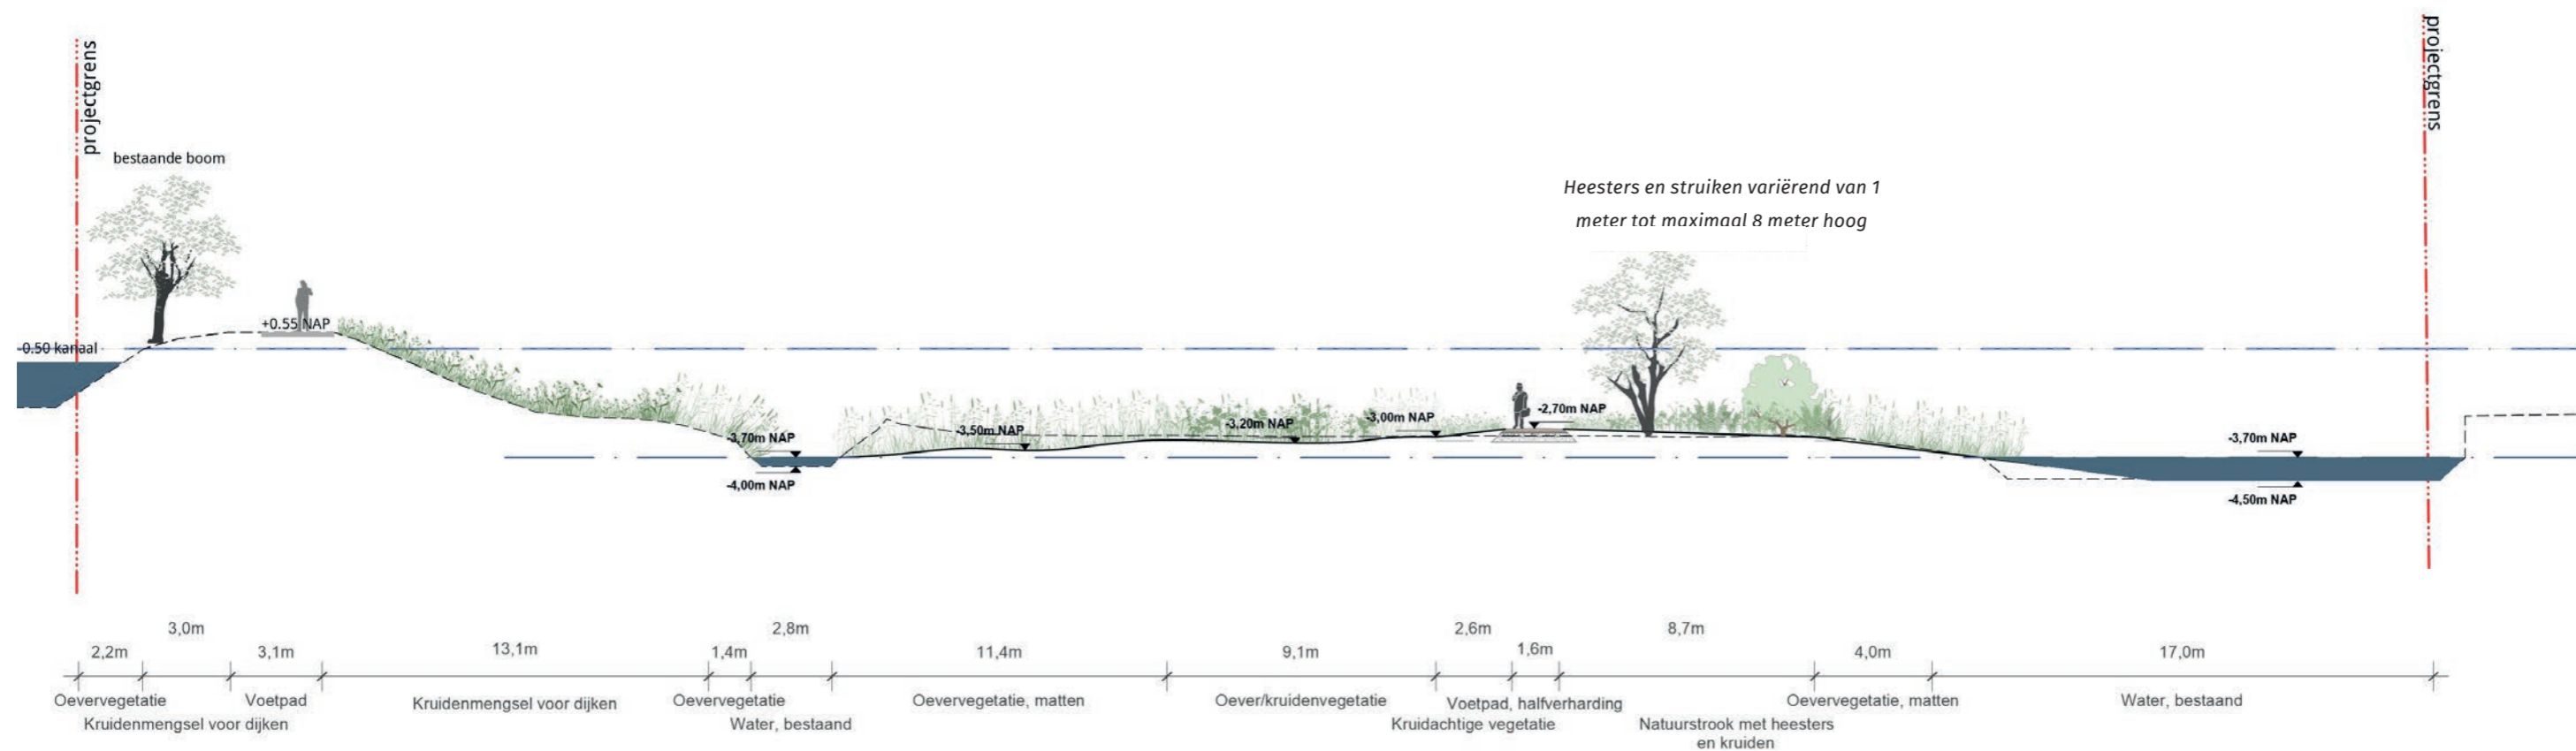 projectgrens
projectgrens
bestaande boom
Heesters en struiken variërend van 1
meter tot maximaal 8 meter hoog
+0.55 NAP
-0.50 kanaal
-3,70m NAP
-4,00m NAP
-3,50m NAP
-3,20m NAP
-3,00m NAP
-2,70m NAP
-3,70m NAP
-4,50m NAP
3,0m 2,8m 2,6m 8,7m
2,2m 3,1m 13,1m 1,4m 11,4m 9,1m 1,6m 4,0m 17,0m
Oevervegetatie Voetpad Kruidenmengsel voor dijken Oevervegetatie Oevervegetatie, matten Oever/kruidenvegetatie Voetpad, halfverharding Oevervegetatie, matten Water, bestaand
Kruidenmengsel voor dijken Water, bestaand Kruidachtige vegetatie Natuurstrook met heesters
en kruiden